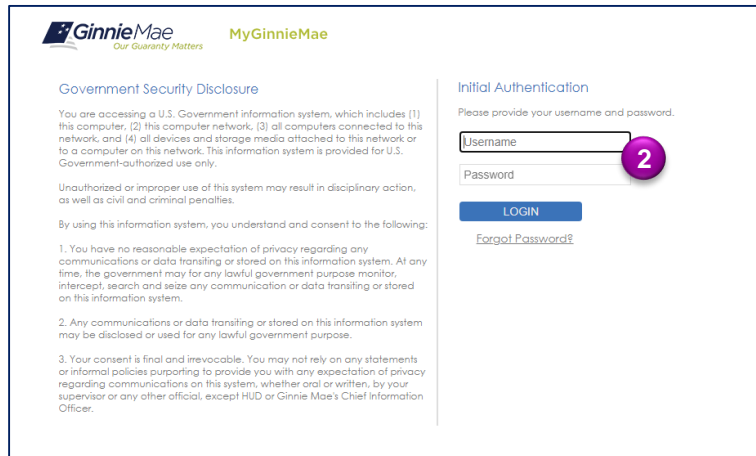 GinnieMae
Our Guaranty Matters
MyGinnieMae
Government Security Disclosure
You are accessing a U.S. Government information system, which includes (1)
this computer, (2) this computer network, (3) all computers connected to this
network, and (4) all devices and storage media attached to this network or
to a computer on this network. This information system is provided for U.S.
Government-authorized use only.
Unauthorized or improper use of this system may result in disciplinary action,
as well as civil and criminal penalties.
By using this information system, you understand and consent to the following:
1. You have no reasonable expectation of privacy regarding any
communications or data transiting or stored on this information system. At any
time, the government may for any lawful government purpose monitor,
intercept, search and seize any communication or data transiting or stored
on this information system.
2. Any communications or data transiting or stored on this information system
may be disclosed or used for any lawful government purpose.
3. Your consent is final and irrevocable. You may not rely on any statements
or informal policies purporting to provide you with any expectation of privacy
regarding communications on this system, whether oral or written, by your
supervisor or any other official, except HUD or Ginnie Mae's Chief Information
Officer.
Initial Authentication
Please provide your username and password.
Username
2
Password
LOGIN
Forgot Password?